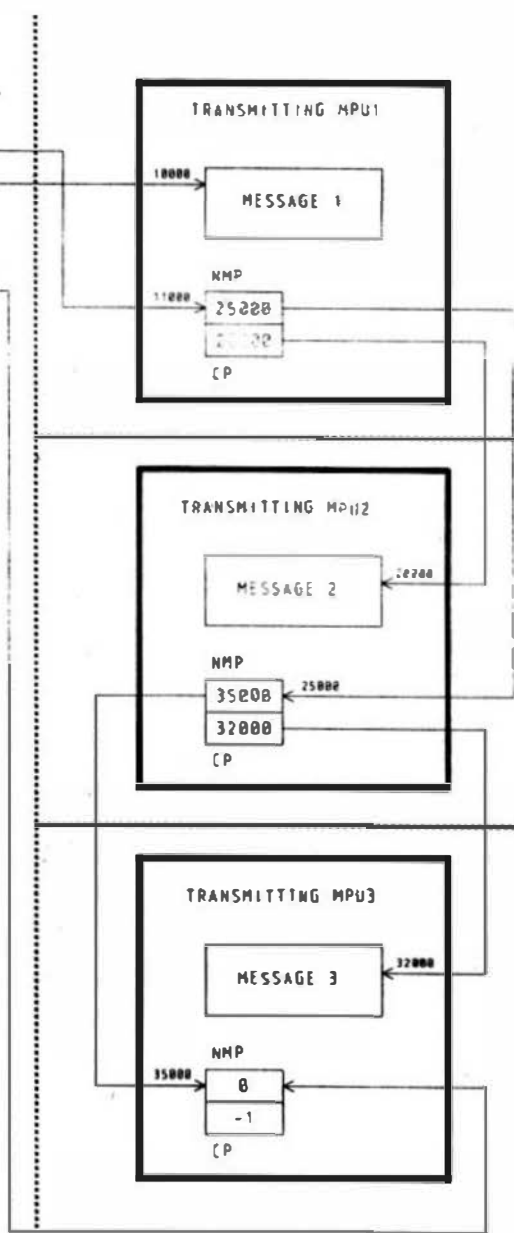 TRANSMITTING MPU1
10000
MESSAGE 1
NMP
11000
25000
CP
TRANSMITTING MPU2
MESSAGE 2
NMP
25000
35000
32000
CP
TRANSMITTING MPU3
MESSAGE 3
32000
NMP
35000
0
-1
CP